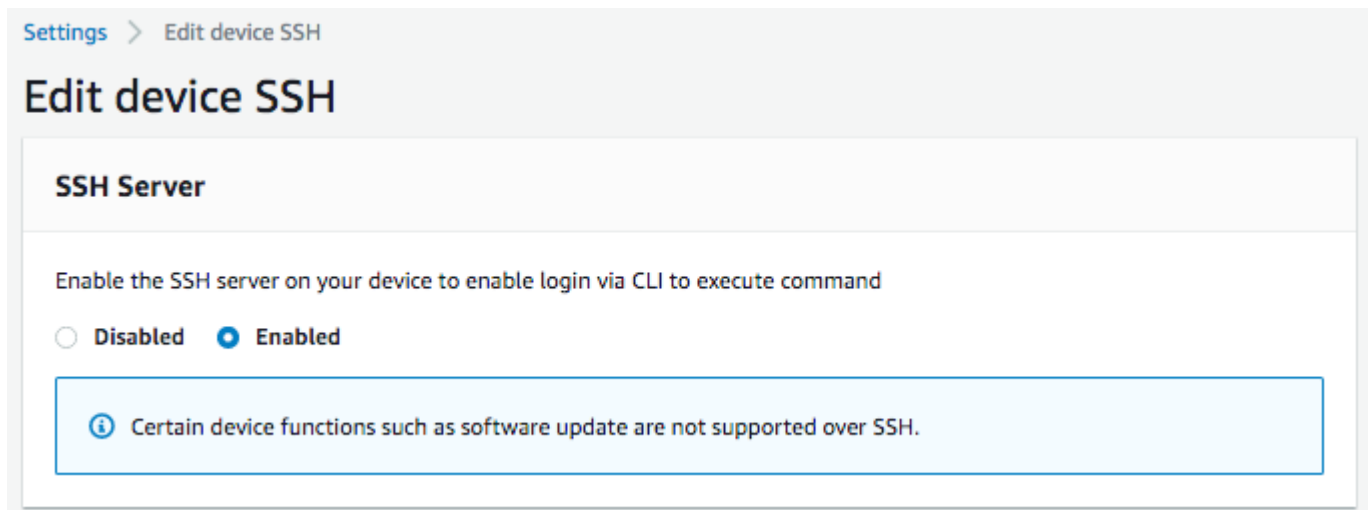 Settings > Edit device SSH
Edit device SSH
SSH Server
Enable the SSH server on your device to enable login via CLI to execute command
Disabled Enabled
Certain device functions such as software update are not supported over SSH.